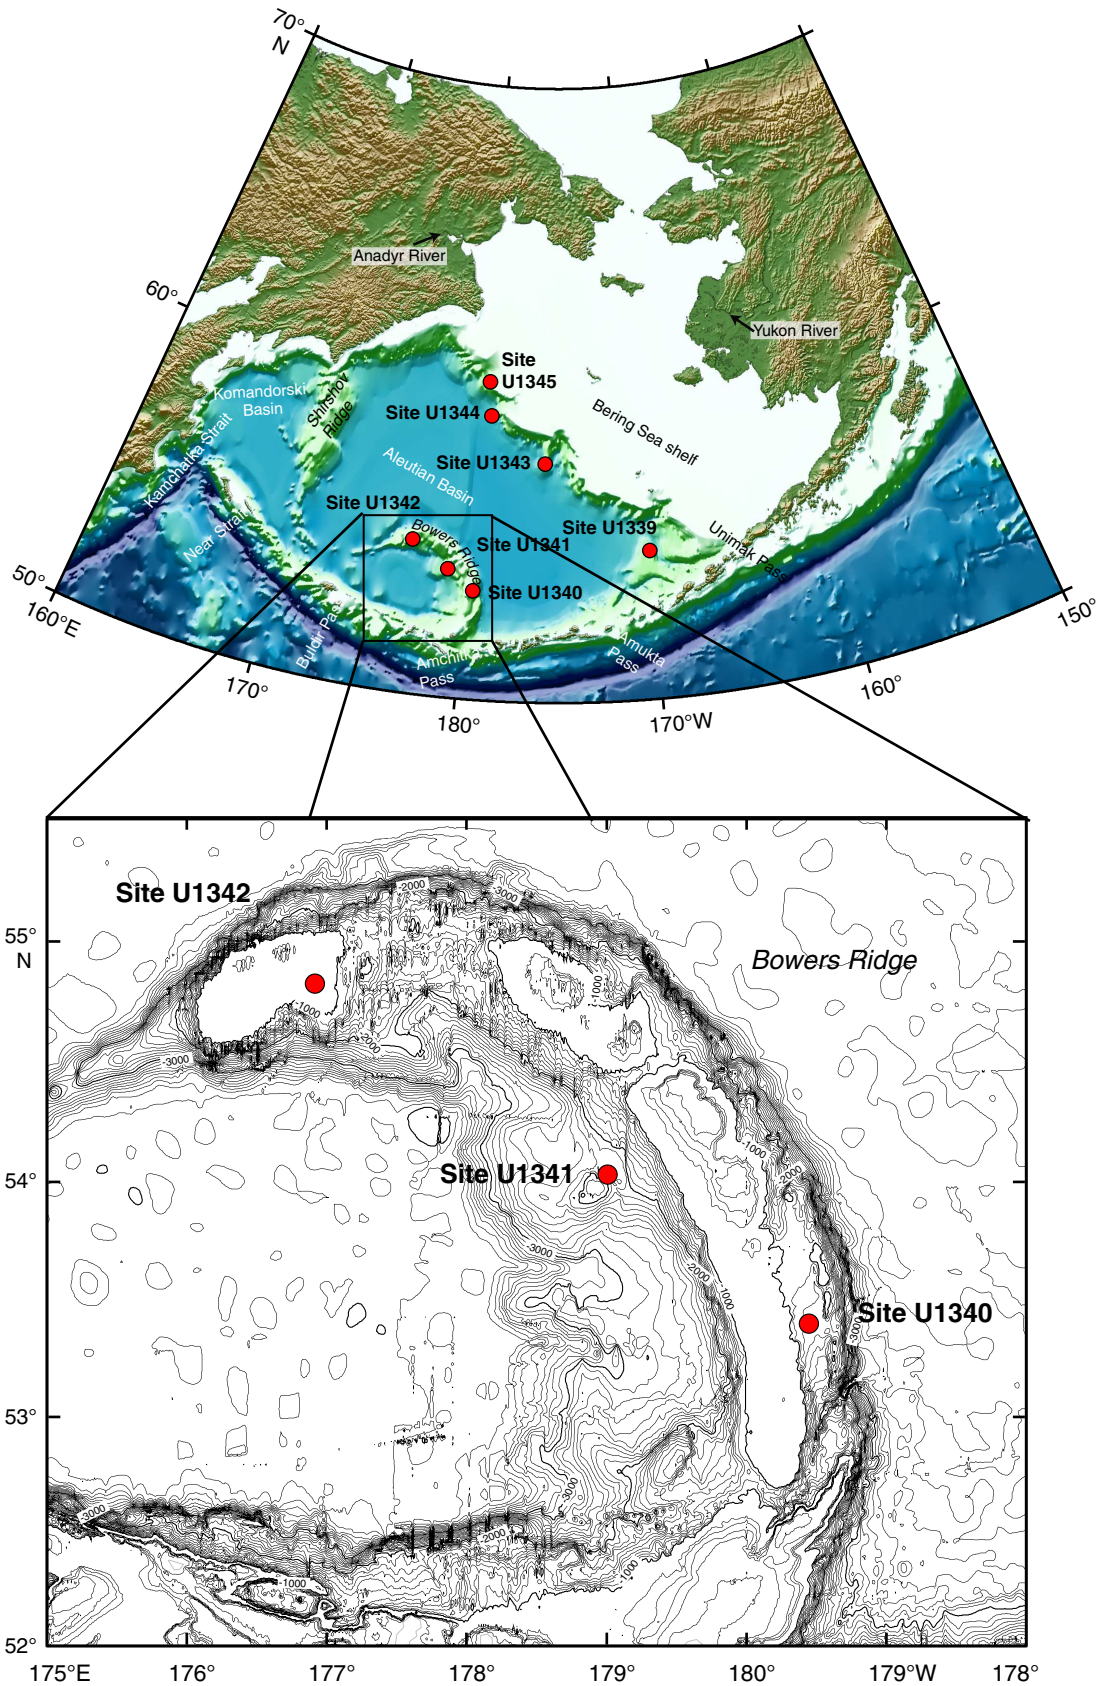 70°
N
Anadyr River
60°
Yukon River
Site
U1345
Komandorski
Basin
Shirshov
Ridge
Site U1344
Bering Sea shelf
Kamchatka Strait
Aleutian Basin
Site U1343
Site U1342
Near Strait
Bowers Ridge
Site U1341
Site U1339
Unimak Pass
Site U1340
50°
160°E
Buldir Pa
Amchit
Pass
Amukta
Pass
150°
170°
160°
180°
170°W
Site U1342
-2000
-3000
55°
N
Bowers Ridge
-1000
-1000
-2000
-3000
-1000
-2000
54°
Site U1341
-3000
-2000
-1000
Site U1340
-3000
53°
-3000
-3000
-2000
-1000
1000
52°
175°E
176°
177°
178°
179°
180°
179°W
178°